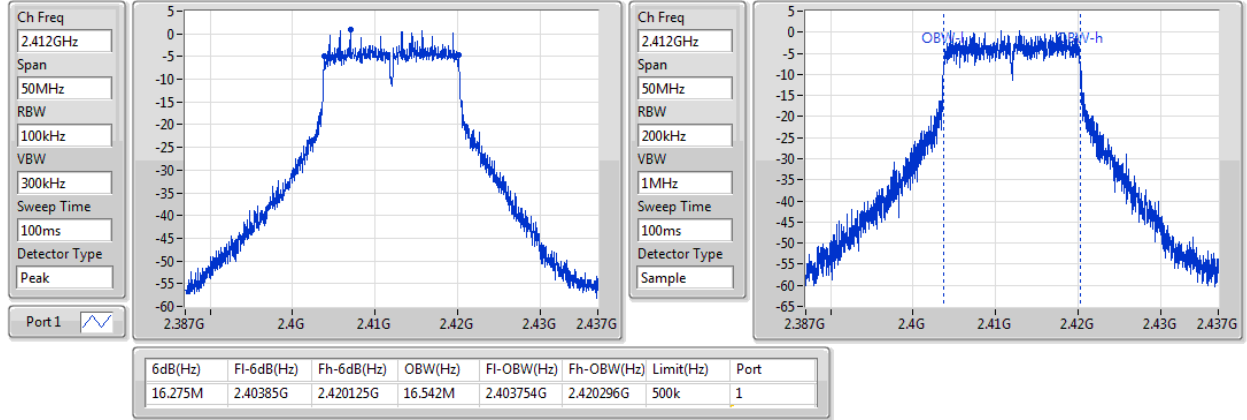 Ch Freq
2.412GHz
Span
50MHz
RBW
100kHz
VBW
300kHz
Sweep Time
100ms
Detector Type
Peak
Port 1
5
0
-5
-10
-15
-20
-25
-30
-35
-40
-45
-50
-55
-60
2.387G 2.4G 2.41G 2.42G 2.43G 2.437G
Ch Freq
2.412GHz
Span
50MHz
RBW
200kHz
VBW
1MHz
Sweep Time
100ms
Detector Type
Sample
5
0
-5
-10
-15
-20
-25
-30
-35
-40
-45
-50
-55
-60
-65
OBW-l OBW-h
2.387G 2.4G 2.41G 2.42G 2.43G 2.437G
6dB(Hz) Fl-6dB(Hz) Fh-6dB(Hz) OBW(Hz) Fl-OBW(Hz) Fh-OBW(Hz) Limit(Hz) Port
16.275M 2.40385G 2.420125G 16.542M 2.403754G 2.420296G 500k 1